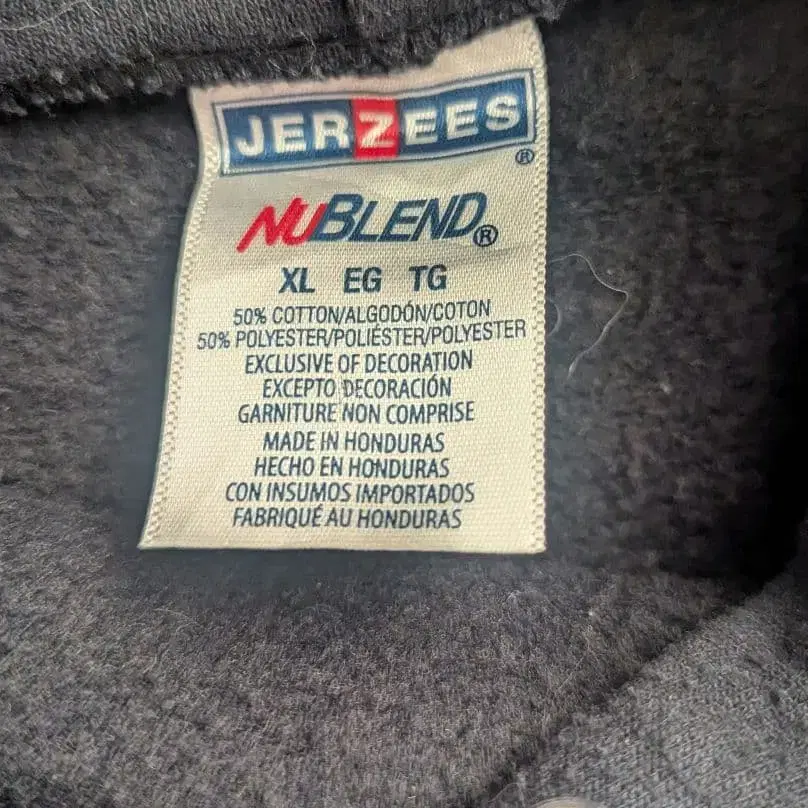 JERZEES®
NUBLEND®
XL EG TG
50% COTTON/ALGODÓN/COTON
50% POLYESTER/POLIÉSTER/POLYESTER
EXCLUSIVE OF DECORATION
EXCEPTO DECORACIÓN
GARNITURE NON COMPRISE
MADE IN HONDURAS
HECHO EN HONDURAS
CON INSUMOS IMPORTADOS
FABRIQUÉ AU HONDURAS